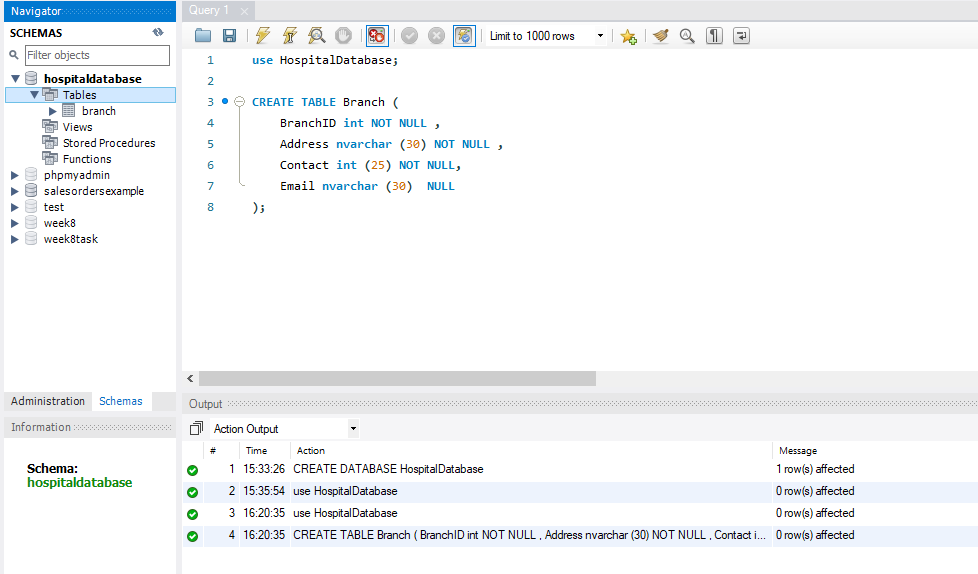 Navigator
SCHEMAS
Filter objects
hospitaldatabase
Tables
branch
Views
Stored Procedures
Functions
phpmyadmin
salesordersexample
test
week8
week8task
Administration Schemas
Information
Schema:
hospitaldatabase
Query 1
Limit to 1000 rows
1 use HospitalDatabase;
2
3 CREATE TABLE Branch (
4 BranchID int NOT NULL ,
5 Address nvarchar (30) NOT NULL ,
6 Contact int (25) NOT NULL,
7 Email nvarchar (30) NULL
8 );
Output
Action Output
# Time Action Message
1 15:33:26 CREATE DATABASE HospitalDatabase 1 row(s) affected
2 15:35:54 use HospitalDatabase 0 row(s) affected
3 16:20:35 use HospitalDatabase 0 row(s) affected
4 16:20:35 CREATE TABLE Branch ( BranchID int NOT NULL , Address nvarchar (30) NOT NULL , Contact i... 0 row(s) affected